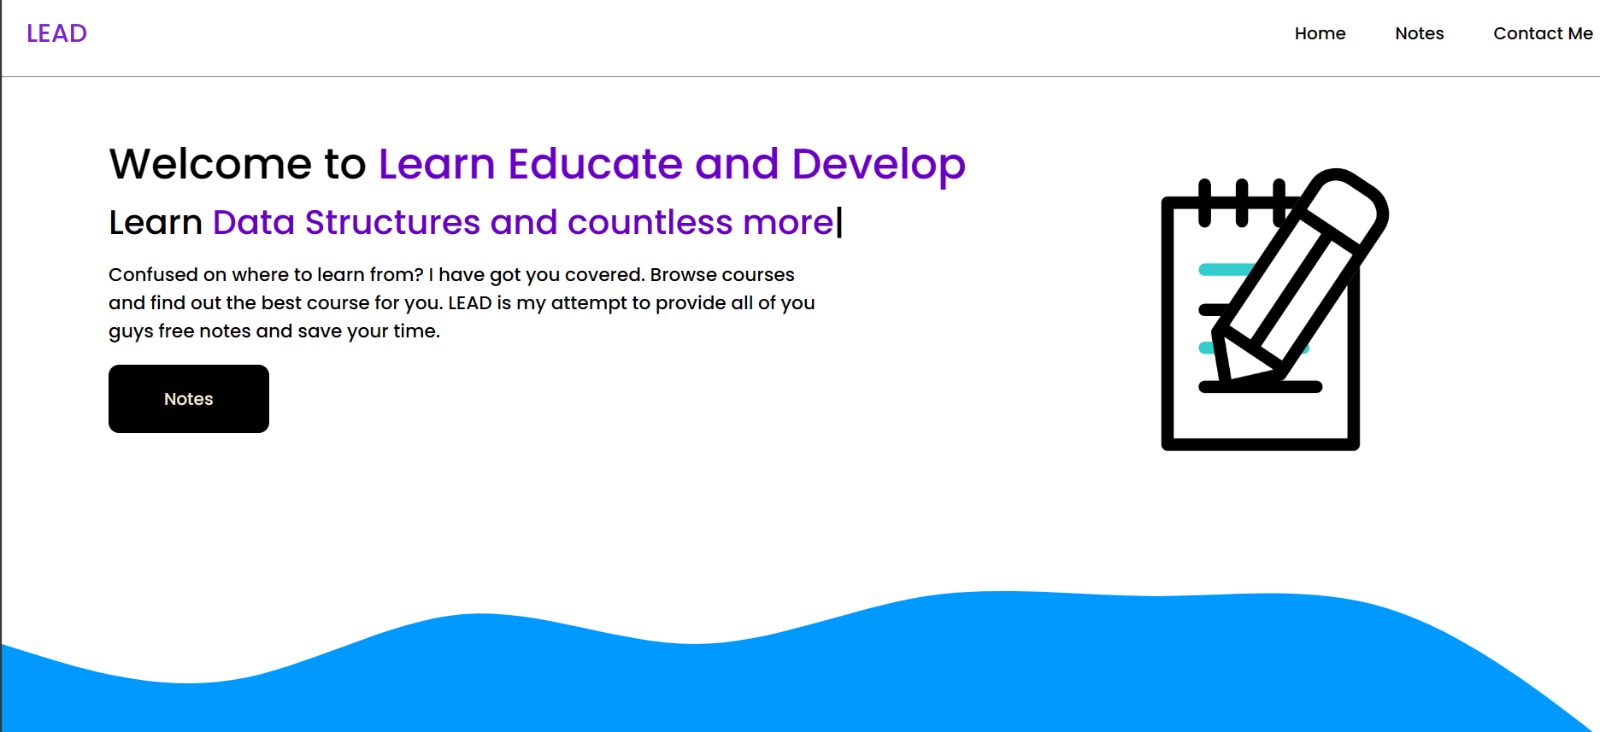 LEAD
Home Notes Contact Me
Welcome to Learn Educate and Develop
Learn Data Structures and countless more|
Confused on where to learn from? I have got you covered. Browse courses
and find out the best course for you. LEAD is my attempt to provide all of you
guys free notes and save your time.
Notes